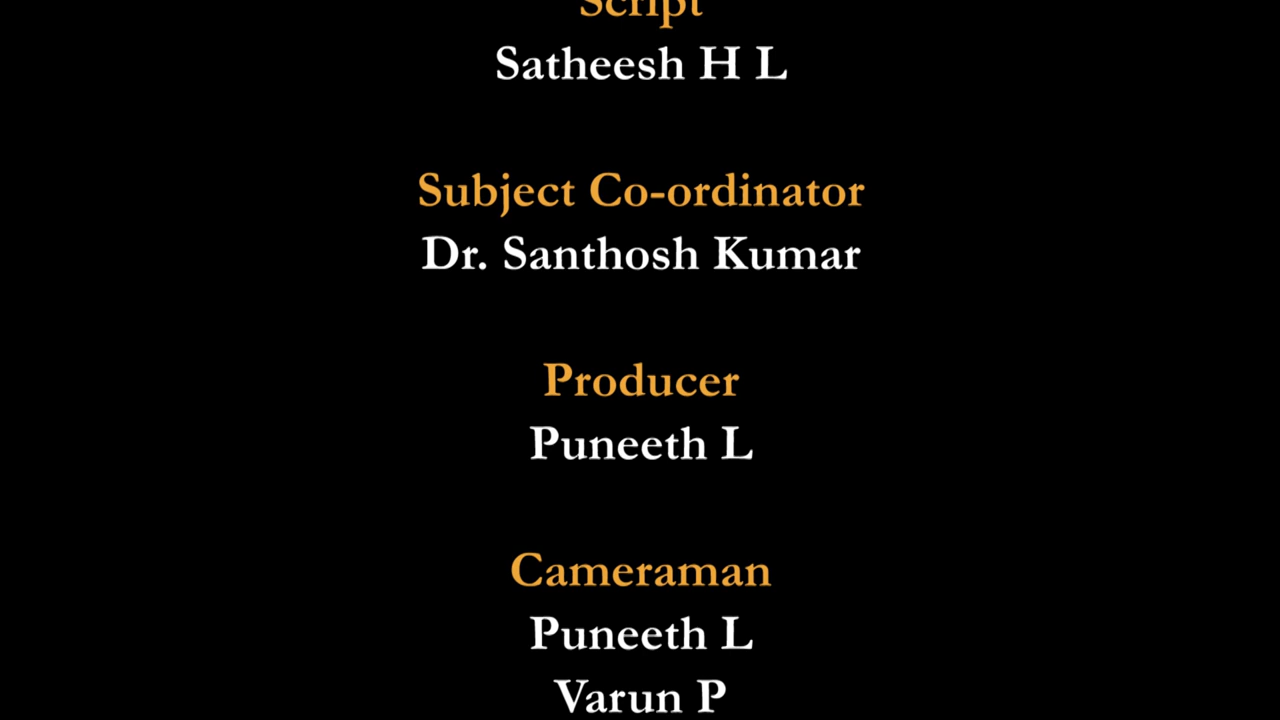 Script
Satheesh H L
Subject Co-ordinator
Dr. Santhosh Kumar
Producer
Puneeth L
Cameraman
Puneeth L
Varun P